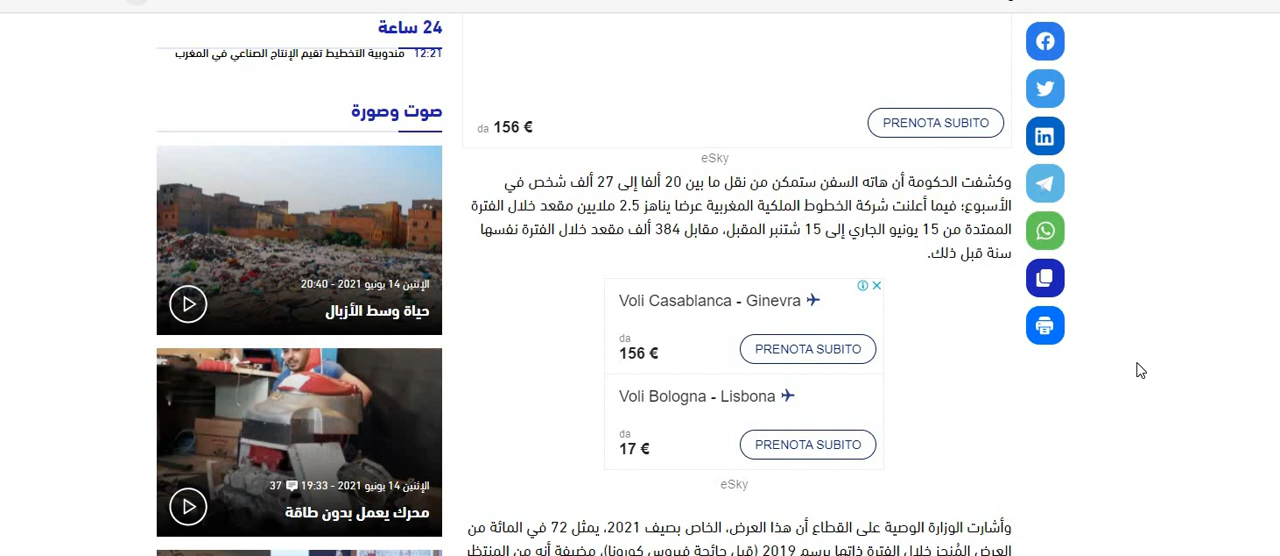 24 ساعة
12:21 مندوبية التخطيط تقيم الإنتاج الصناعي في المغرب
صوت وصورة
الإثنين 14 يونيو 2021 - 20:40
حياة وسط الأزبال
الإثنين 14 يونيو 2021 - 19:33 37
محرك يعمل بدون طاقة
da 156 €
PRENOTA SUBITO
eSky
وكشفت الحكومة أن هاته السفن ستمكن من نقل ما بين 20 ألفا إلى 27 ألف شخص في
الأسبوع؛ فيما أعلنت شركة الخطوط الملكية المغربية عرضا يناهز 2.5 ملايين مقعد خلال الفترة
الممتدة من 15 يونيو الجاري إلى 15 شتنبر المقبل، مقابل 384 ألف مقعد خلال الفترة نفسها
سنة قبل ذلك.
Voli Casablanca - Ginevra
da
156 €
PRENOTA SUBITO
Voli Bologna - Lisbona
da
17 €
PRENOTA SUBITO
eSky
وأشارت الوزارة الوصية على القطاع أن هذا العرض، الخاص بصيف 2021، يمثل 72 في المائة من
العرض المُنجز خلال الفترة ذاتها برسم 2019 (قبل جائحة فيروس كورونا)، مضيفة أنه من المنتظر